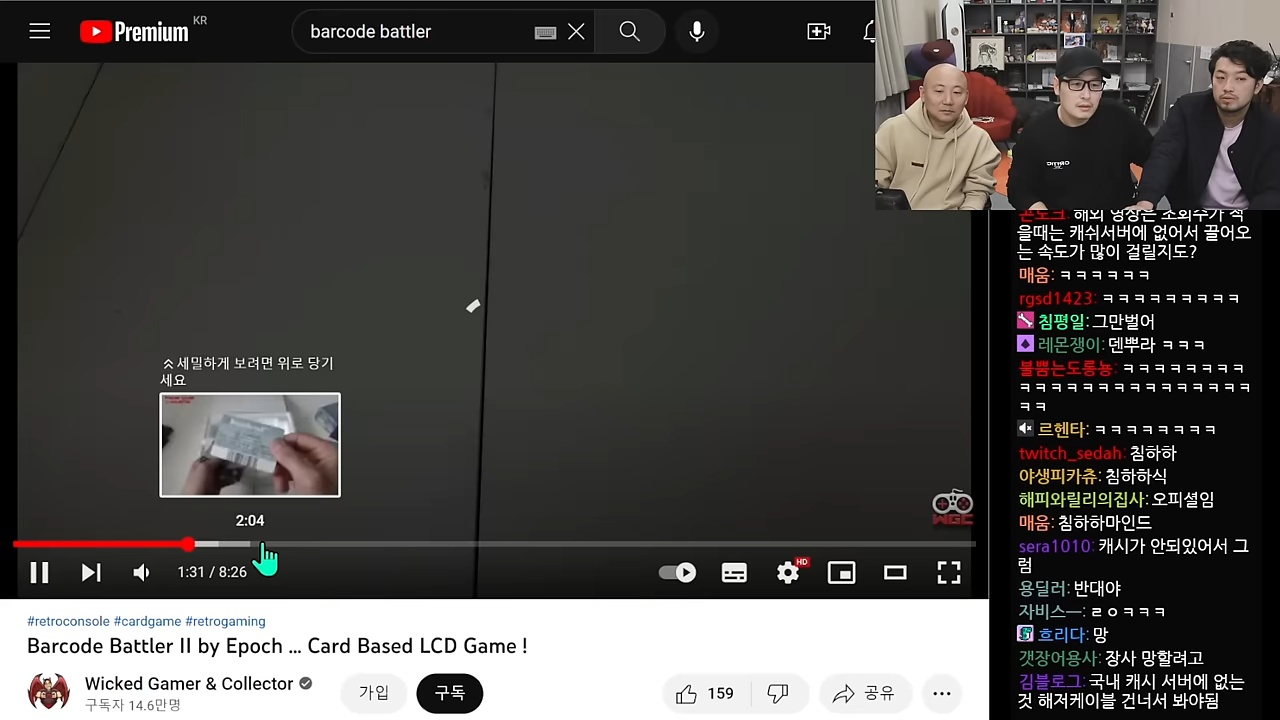 Premium KR
barcode battler
세밀하게 보려면 위로 당기
세요
2:04
1:31 / 8:26
HD
WGC
#retroconsole #cardgame #retrogaming
Barcode Battler II by Epoch ... Card Based LCD Game !
Wicked Gamer & Collector
구독자 14.6만명
가입
구독
159
공유
해외 영상은 조회수가 적
을때는 캐쉬서버에 없어서 끌어오
는 속도가 많이 걸릴지도?
매움: ㅋㅋㅋㅋㅋㅋ
rgsd1423: ㅋㅋㅋㅋㅋㅋㅋㅋㅋ
침평일: 그만벌어
레몬쟁이: 덴뿌라 ㅋㅋㅋ
불뿜는도롱뇽: ㅋㅋㅋㅋㅋㅋㅋㅋ
ㅋㅋㅋㅋㅋㅋㅋㅋㅋㅋㅋㅋㅋㅋㅋ
ㅋㅋ
르헨타: ㅋㅋㅋㅋㅋㅋㅋㅋ
twitch_sedah: 침하하
야생피카츄: 침하하식
해피와릴리의집사: 오피셜임
매움: 침하하마인드
sera1010: 캐시가 안되있어서 그
럼
용딜러: 반대야
자비스ㅡ: ㄹㅇㅋㅋㅋ
흐리다: 망
갯장어용사: 장사 망할려고
김블로그: 국내 캐시 서버에 없는
것 해저케이블 건너서 봐야됨